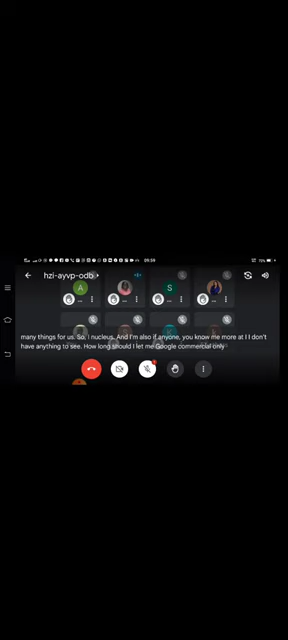 09:59
75%
hzi-ayvp-odb
A
S
many things for us. So, I nucleus. And I'm also if anyone, you know me more at I I don't
have anything to see. How long should I let me Google commercial only